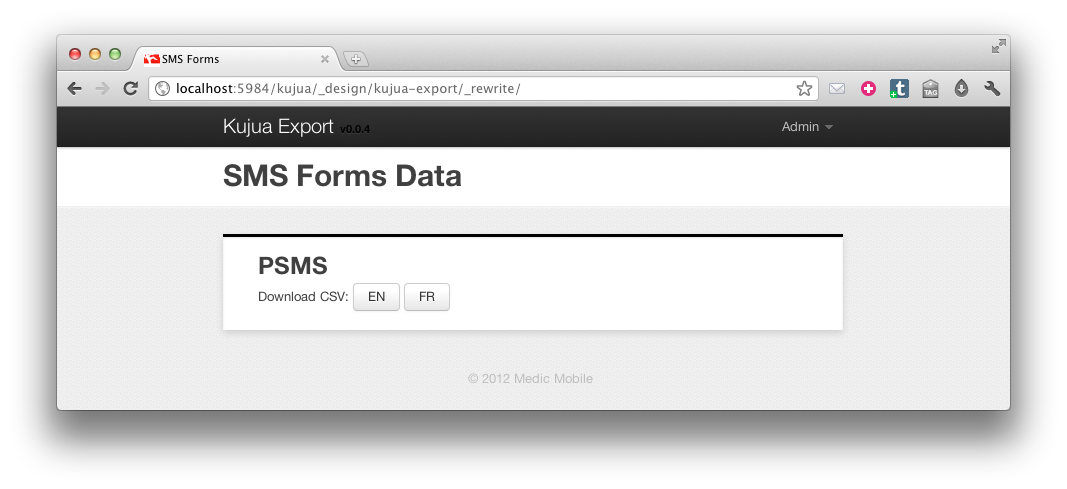 SMS Forms
localhost:5984/kujua/_design/kujua-export/_rewrite/
TAG
Kujua Export v0.0.4 Admin
SMS Forms Data
PSMS
Download CSV: EN FR
© 2012 Medic Mobile